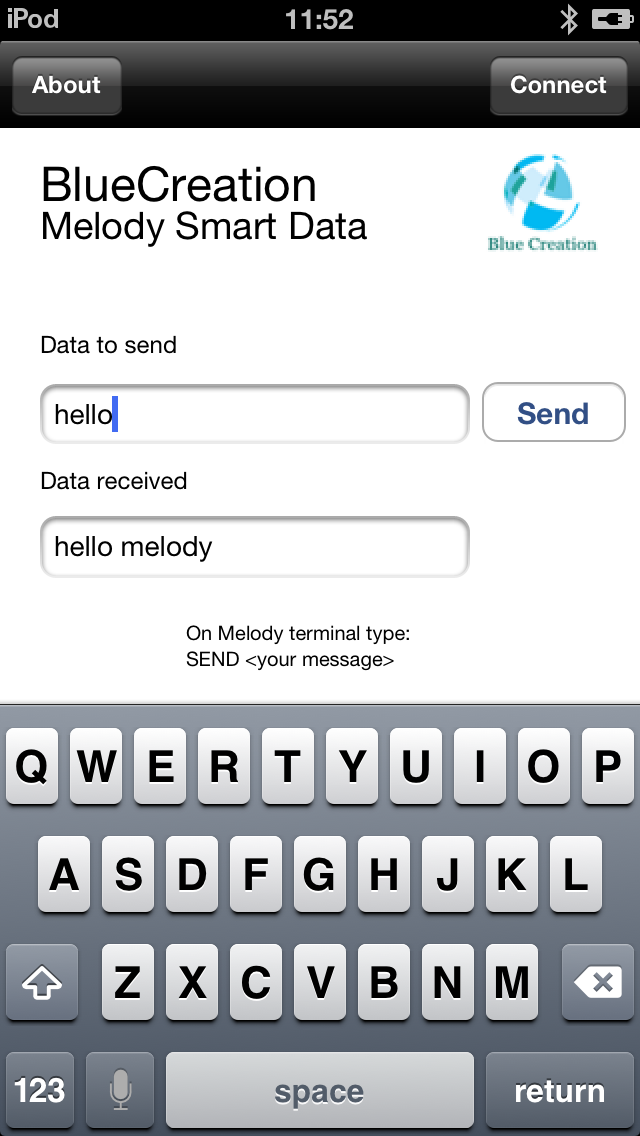 iPod 11:52
About Connect
BlueCreation
Melody Smart Data
Blue Creation
Data to send
hello
Send
Data received
hello melody
On Melody terminal type:
SEND <your message>
Q W E R T Y U I O P
A S D F G H J K L
Z X C V B N M
123 space return